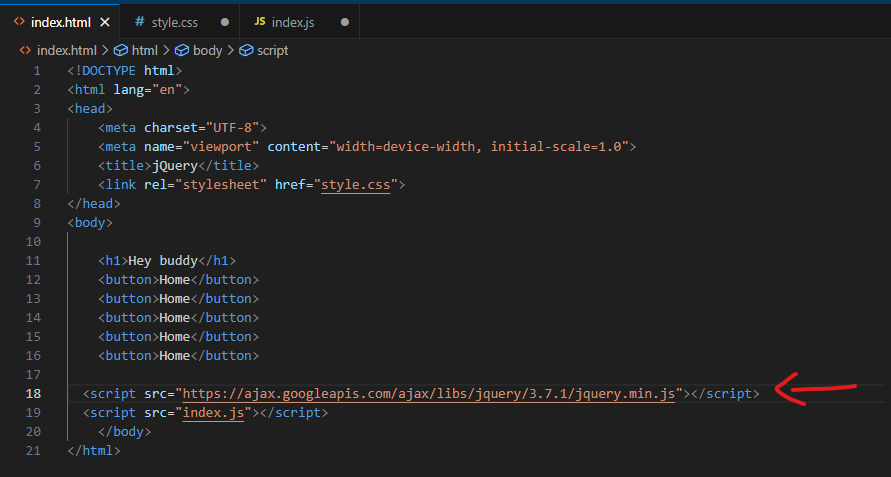 index.html × # style.css ● JS index.js ●
index.html > html > body > script
1 <!DOCTYPE html>
2 <html lang="en">
3 <head>
4     <meta charset="UTF-8">
5     <meta name="viewport" content="width=device-width, initial-scale=1.0">
6     <title>jQuery</title>
7     <link rel="stylesheet" href="style.css">
8 </head>
9 <body>
10
11     <h1>Hey buddy</h1>
12     <button>Home</button>
13     <button>Home</button>
14     <button>Home</button>
15     <button>Home</button>
16     <button>Home</button>
17
18   <script src="https://ajax.googleapis.com/ajax/libs/jquery/3.7.1/jquery.min.js"></script>
19   <script src="index.js"></script>
20     </body>
21 </html>